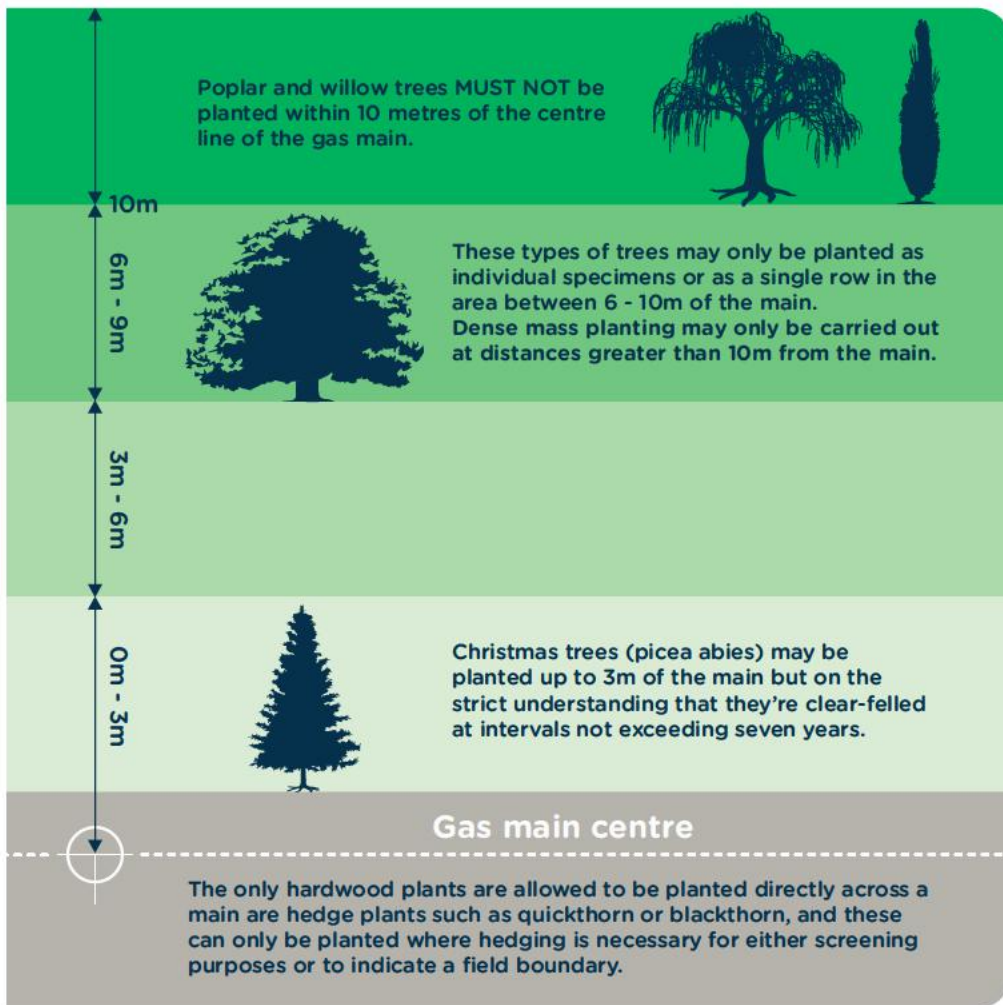 Poplar and willow trees MUST NOT be
planted within 10 metres of the centre
line of the gas main.
10m
6m - 9m
These types of trees may only be planted as
individual specimens or as a single row in the
area between 6 - 10m of the main.
Dense mass planting may only be carried out
at distances greater than 10m from the main.
3m - 6m
0m - 3m
Christmas trees (picea abies) may be
planted up to 3m of the main but on the
strict understanding that they're clear-felled
at intervals not exceeding seven years.
Gas main centre
The only hardwood plants are allowed to be planted directly across a
main are hedge plants such as quickthorn or blackthorn, and these
can only be planted where hedging is necessary for either screening
purposes or to indicate a field boundary.